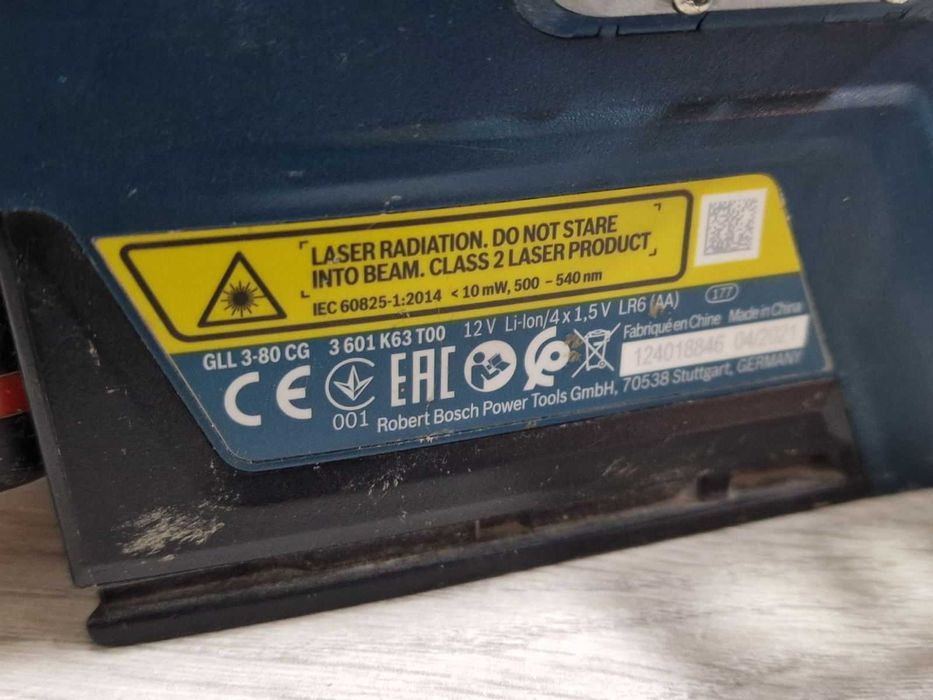 LASER RADIATION. DO NOT STARE
INTO BEAM. CLASS 2 LASER PRODUCT
IEC 60825-1:2014 < 10 mW, 500 – 540 nm
GLL 3-80 CG 3 601 K63 T00 12 V Li-Ion/4 x 1,5 V LR6 (AA) 177
Fabriqué en Chine Made in China
CE 001 EAC 124018846 04/2021
Robert Bosch Power Tools GmbH, 70538 Stuttgart, GERMANY